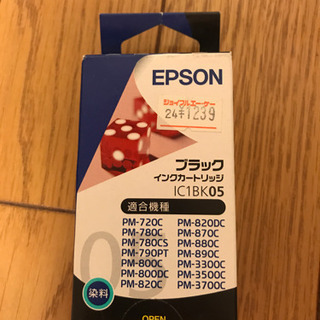 EPSON
ジョイフルエーター
24 ¥1239
ブラック
インクカートリッジ
IC1BK05
適合機種
PM-720C PM-820DC
PM-780C PM-870C
PM-780CS PM-880C
PM-790PT PM-890C
PM-800C PM-3300C
PM-800DC PM-3500C
PM-820C PM-3700C
05
染料
OPEN